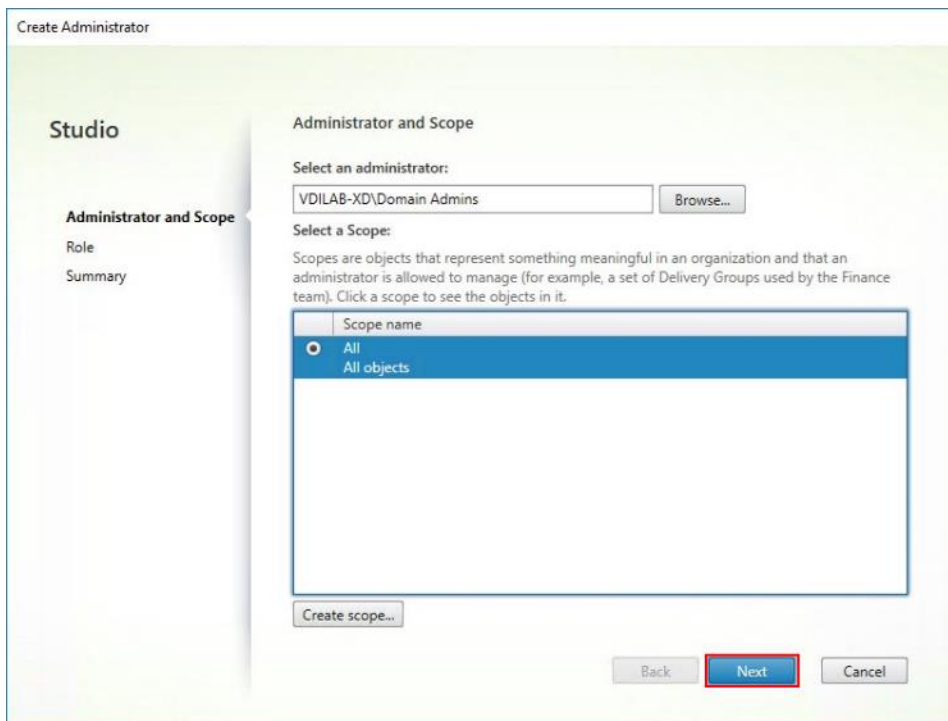 Create Administrator
Studio
Administrator and Scope
Role
Summary
Administrator and Scope
Select an administrator:
VDILAB-XD\Domain Admins
Browse...
Select a Scope:
Scopes are objects that represent something meaningful in an organization and that an
administrator is allowed to manage (for example, a set of Delivery Groups used by the Finance
team). Click a scope to see the objects in it.
Scope name
All
All objects
Create scope...
Back
Next
Cancel